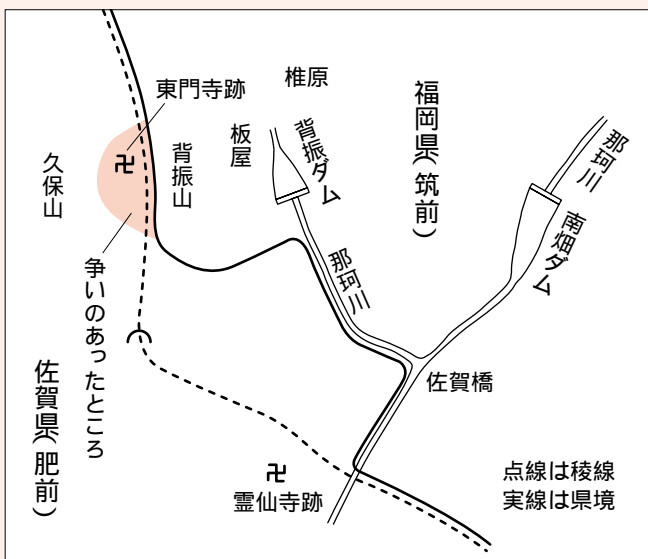 東門寺跡
椎原
板屋
背振ダム
福岡県(筑前)
那珂川
久保山
卍
背振山
南畑ダム
那珂川
争いのあったところ
佐賀県(肥前)
佐賀橋
卍
霊仙寺跡
点線は稜線
実線は県境